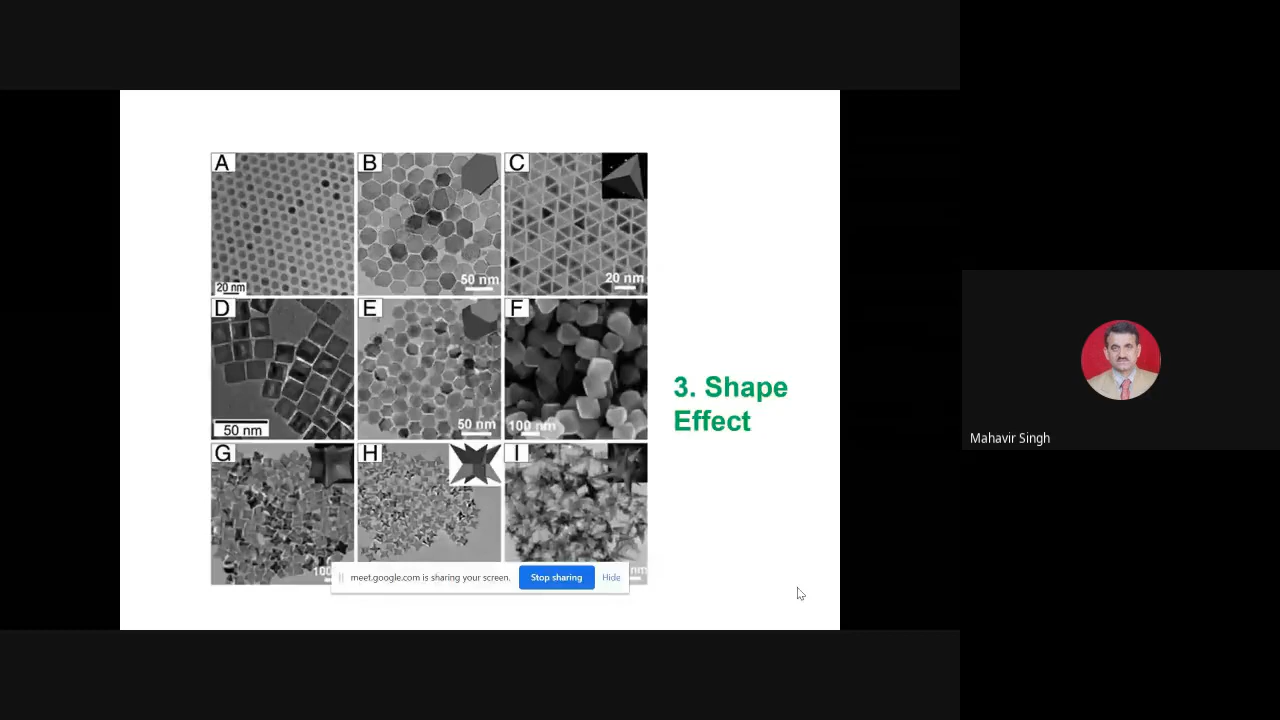 A
B
C
20 nm
50 nm
20 nm
D
E
F
50 nm
50 nm
100 nm
3. Shape
Effect
Mahavir Singh
G
H
I
meet.google.com is sharing your screen.
Stop sharing
Hide